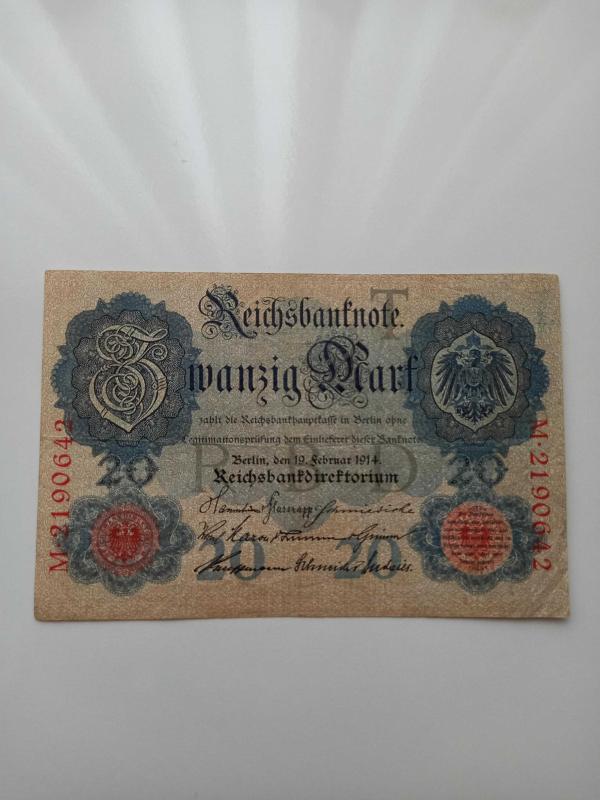 Reichsbanknote.
Zwanzig Mark
zahlt die Reichsbankhauptkasse in Berlin ohne
Legitimationsprüfung dem Einlieferer dieser Banknote
Berlin, den 19. Februar 1914.
Reichsbankdirektorium
20
20
T
R B D
M·2190642
M·2190642
20
20